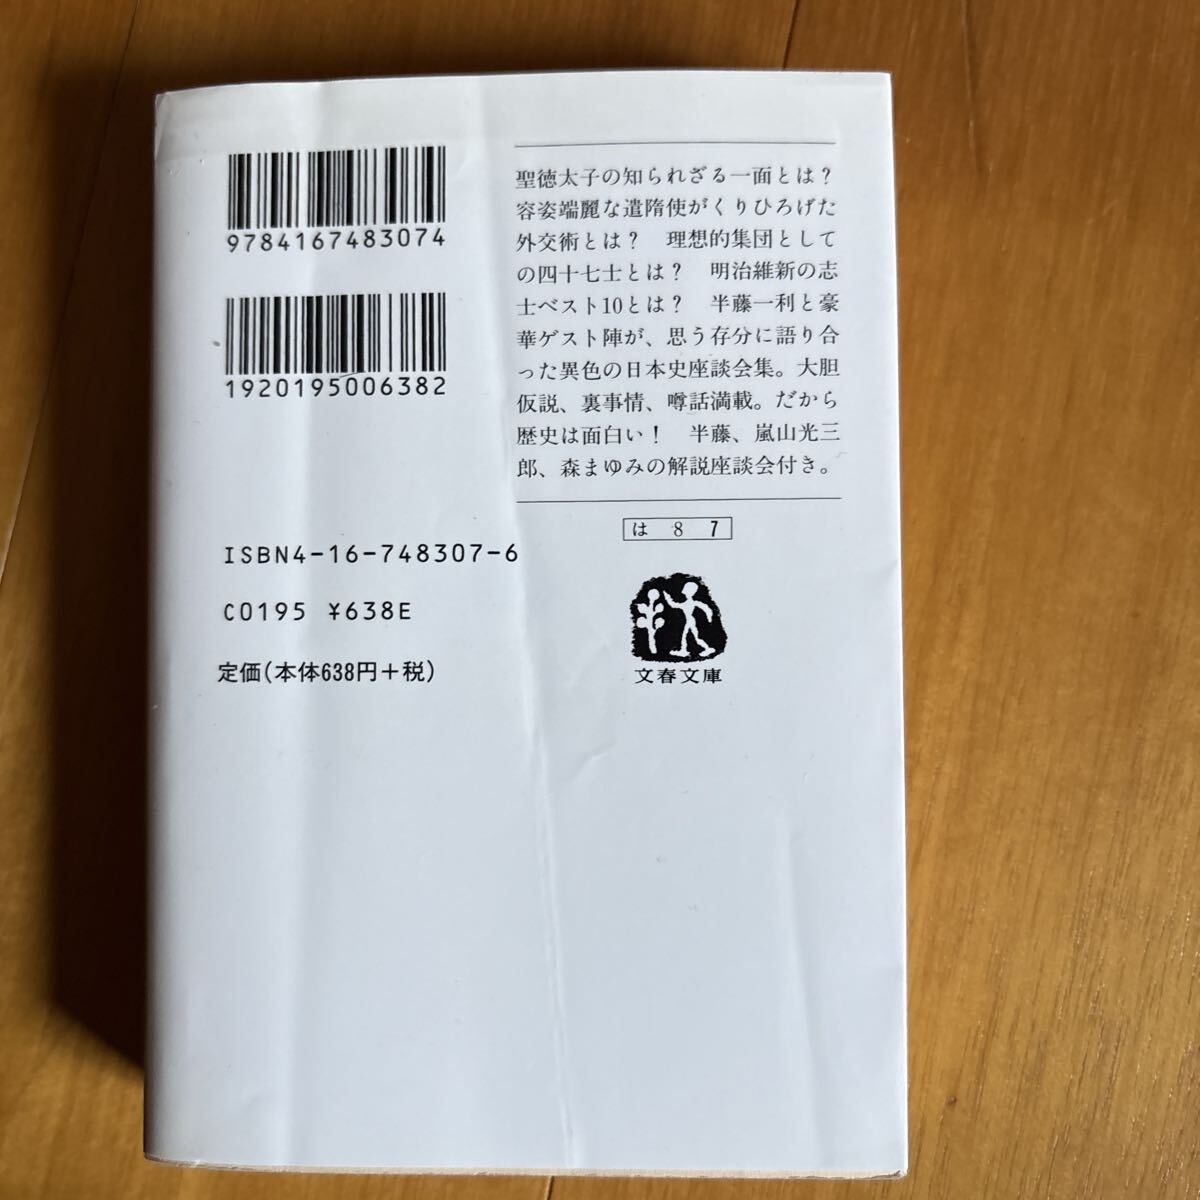 9784167483074
1920195006382
ISBN4-16-748307-6
C0195 ¥638E
定価(本体638円+税)
聖徳太子の知られざる一面とは?
容姿端麗な遣隋使がくりひろげた
外交術とは? 理想的集団として
の四十七士とは? 明治維新の志
士ベスト10とは? 半藤一利と豪
華ゲスト陣が、思う存分に語り合
った異色の日本史座談会集。大胆
仮説、裏事情、噂話満載。だから
歴史は面白い! 半藤、嵐山光三
郎、森まゆみの解説座談会付き。
は 8 7
文春文庫